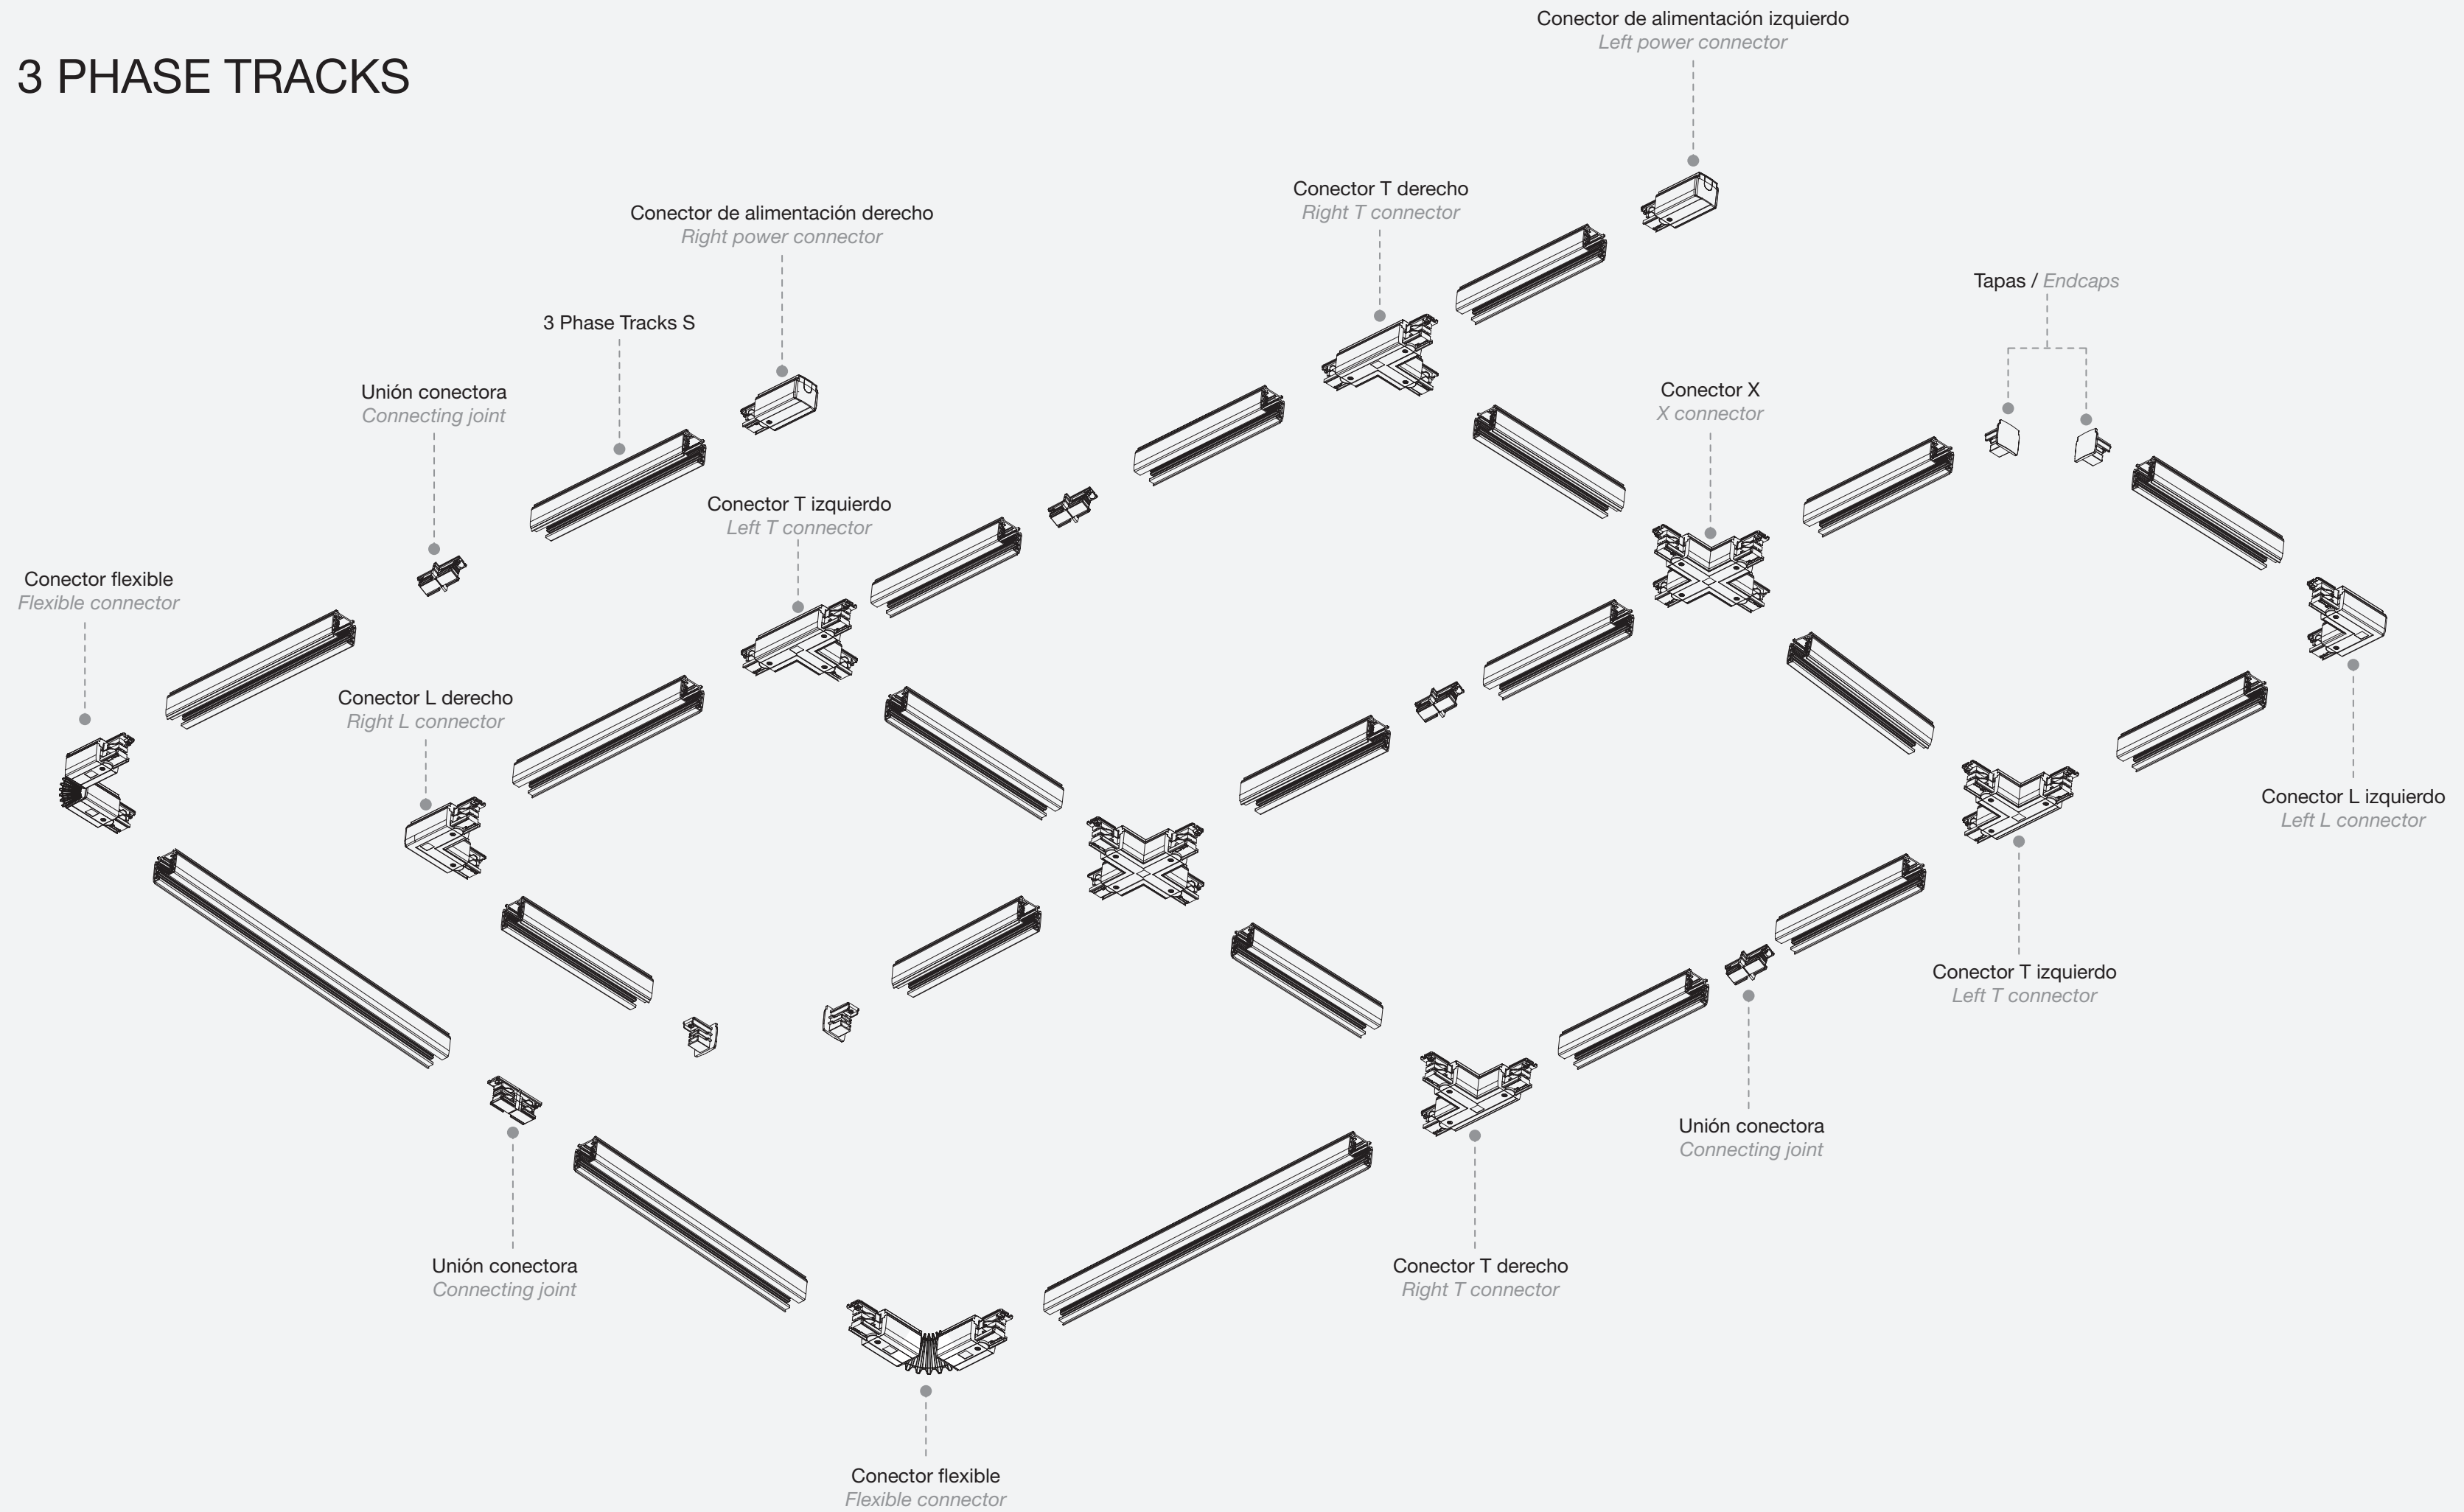 3 PHASE TRACKS
Conector de alimentación izquierdo
Left power connector
Conector T derecho
Right T connector
Conector de alimentación derecho
Right power connector
Tapas / Endcaps
3 Phase Tracks S
Unión conectora
Connecting joint
Conector X
X connector
Conector T izquierdo
Left T connector
Conector flexible
Flexible connector
Conector L derecho
Right L connector
Conector L izquierdo
Left L connector
Conector T izquierdo
Left T connector
Unión conectora
Connecting joint
Unión conectora
Connecting joint
Conector T derecho
Right T connector
Conector flexible
Flexible connector